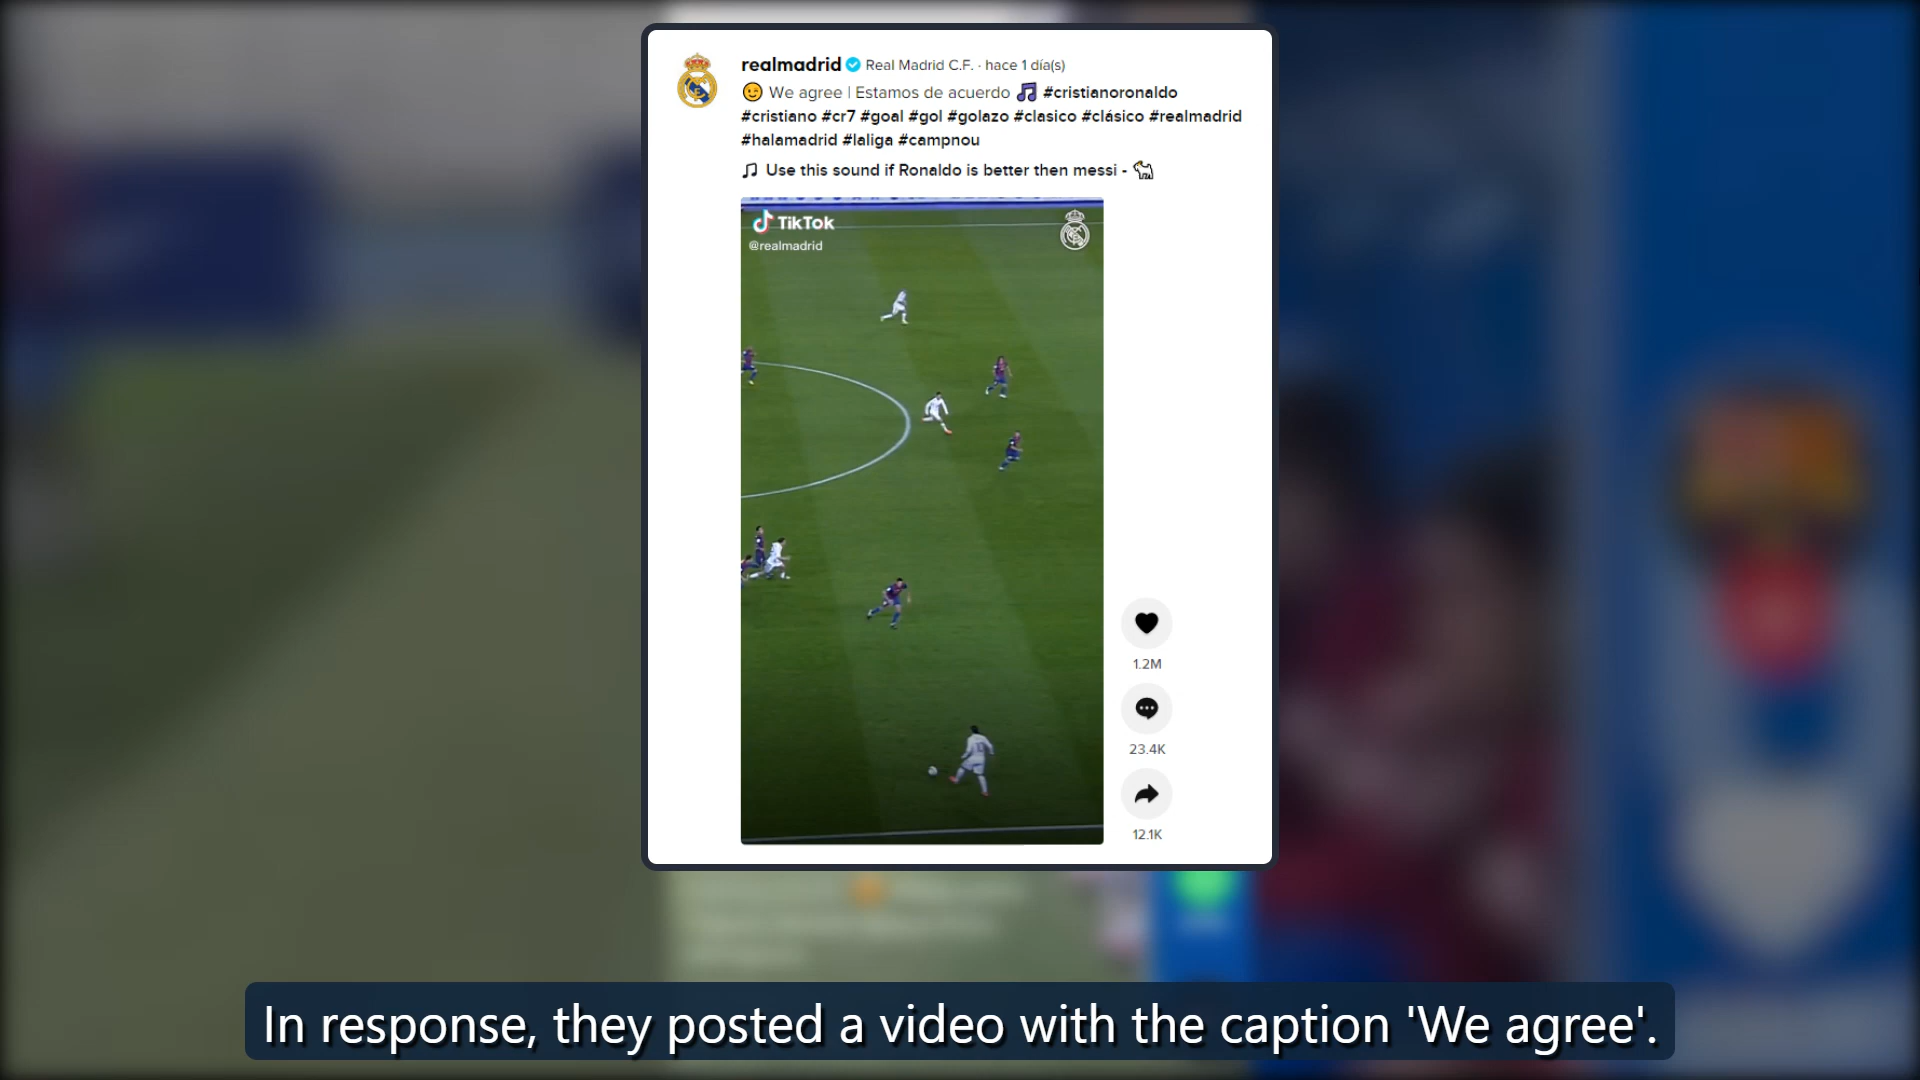 realmadrid Real Madrid C.F. · hace 1 día(s)
😉 We agree | Estamos de acuerdo 🎵 #cristianoronaldo
#cristiano #cr7 #goal #gol #golazo #clasico #clásico #realmadrid
#halamadrid #laliga #campnou
Use this sound if Ronaldo is better then messi - 🐐
TikTok
@realmadrid
1.2M
23.4K
12.1K
In response, they posted a video with the caption 'We agree'.